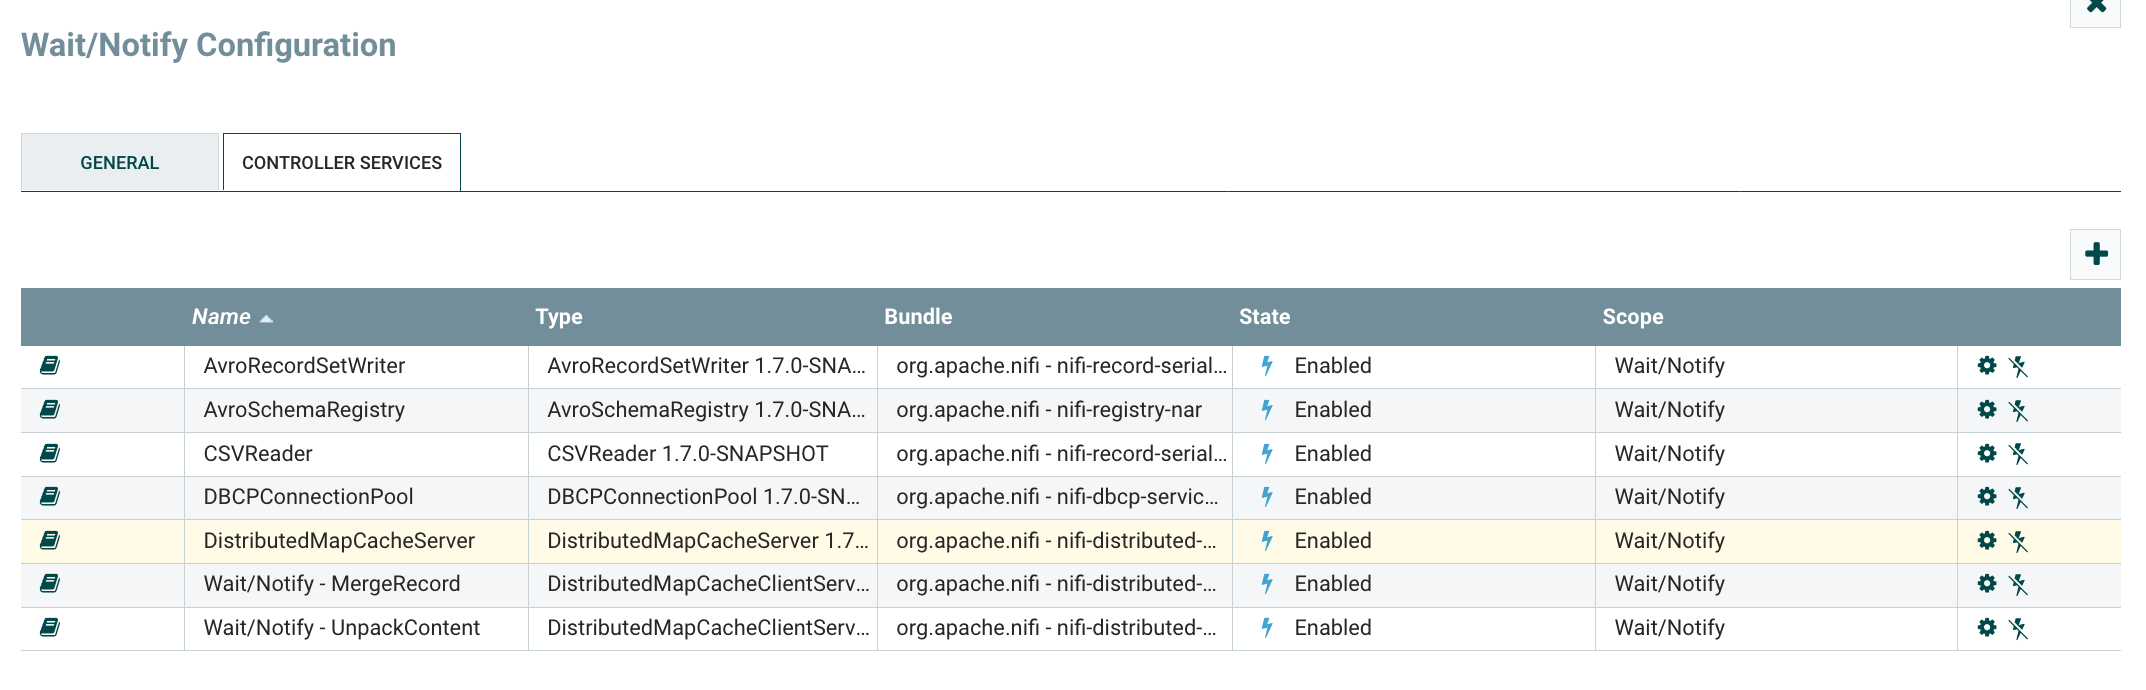 Wait/Notify Configuration
GENERAL CONTROLLER SERVICES
Name Type Bundle State Scope
AvroRecordSetWriter AvroRecordSetWriter 1.7.0-SNA... org.apache.nifi - nifi-record-serial... Enabled Wait/Notify
AvroSchemaRegistry AvroSchemaRegistry 1.7.0-SNA... org.apache.nifi - nifi-registry-nar Enabled Wait/Notify
CSVReader CSVReader 1.7.0-SNAPSHOT org.apache.nifi - nifi-record-serial... Enabled Wait/Notify
DBCPConnectionPool DBCPConnectionPool 1.7.0-SN... org.apache.nifi - nifi-dbcp-servic... Enabled Wait/Notify
DistributedMapCacheServer DistributedMapCacheServer 1.7... org.apache.nifi - nifi-distributed-... Enabled Wait/Notify
Wait/Notify - MergeRecord DistributedMapCacheClientServ... org.apache.nifi - nifi-distributed-... Enabled Wait/Notify
Wait/Notify - UnpackContent DistributedMapCacheClientServ... org.apache.nifi - nifi-distributed-... Enabled Wait/Notify